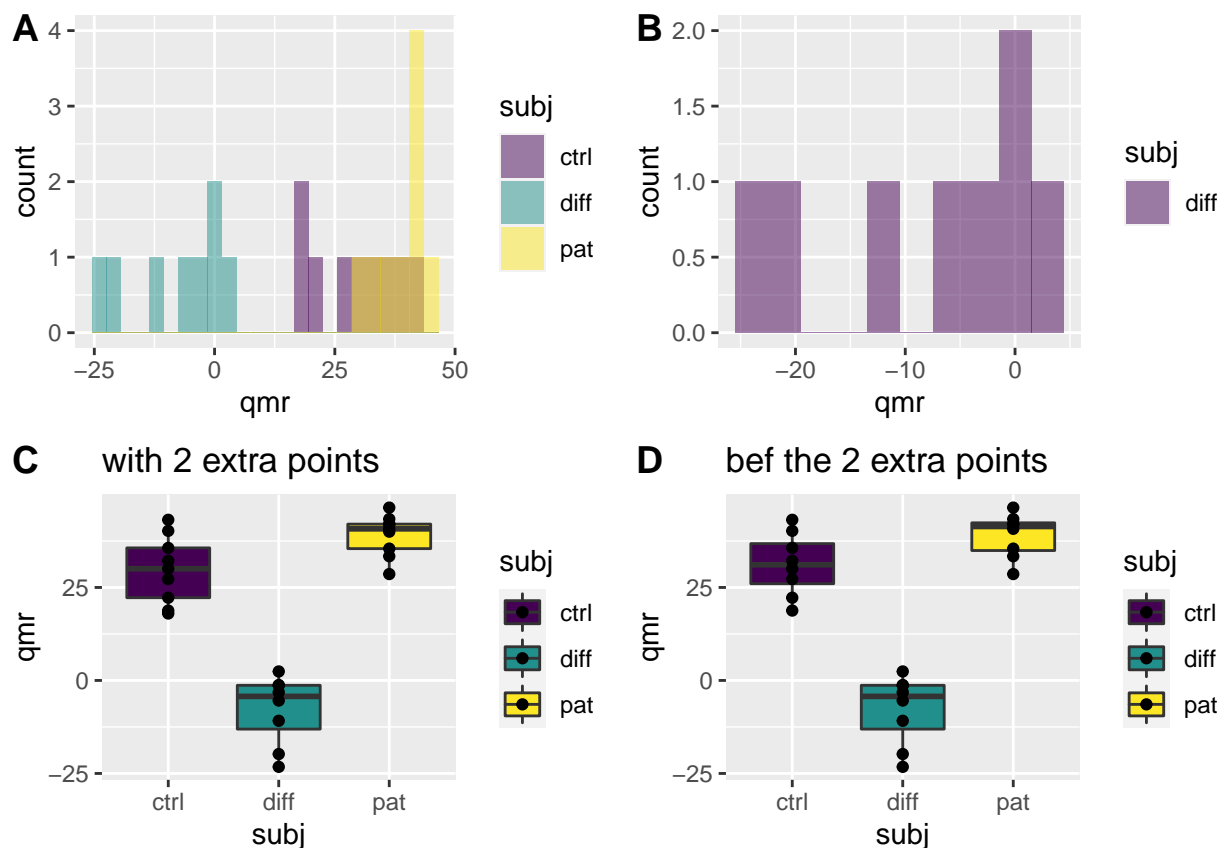 A
count
4
3
2
1
0
−25
0
25
50
qmr
subj
ctrl
diff
pat
B
count
2.0
1.5
1.0
0.5
0.0
−20
−10
0
qmr
subj
diff
C
with 2 extra points
qmr
25
0
−25
ctrl
diff
pat
subj
subj
ctrl
diff
pat
D
bef the 2 extra points
qmr
25
0
−25
ctrl
diff
pat
subj
subj
ctrl
diff
pat